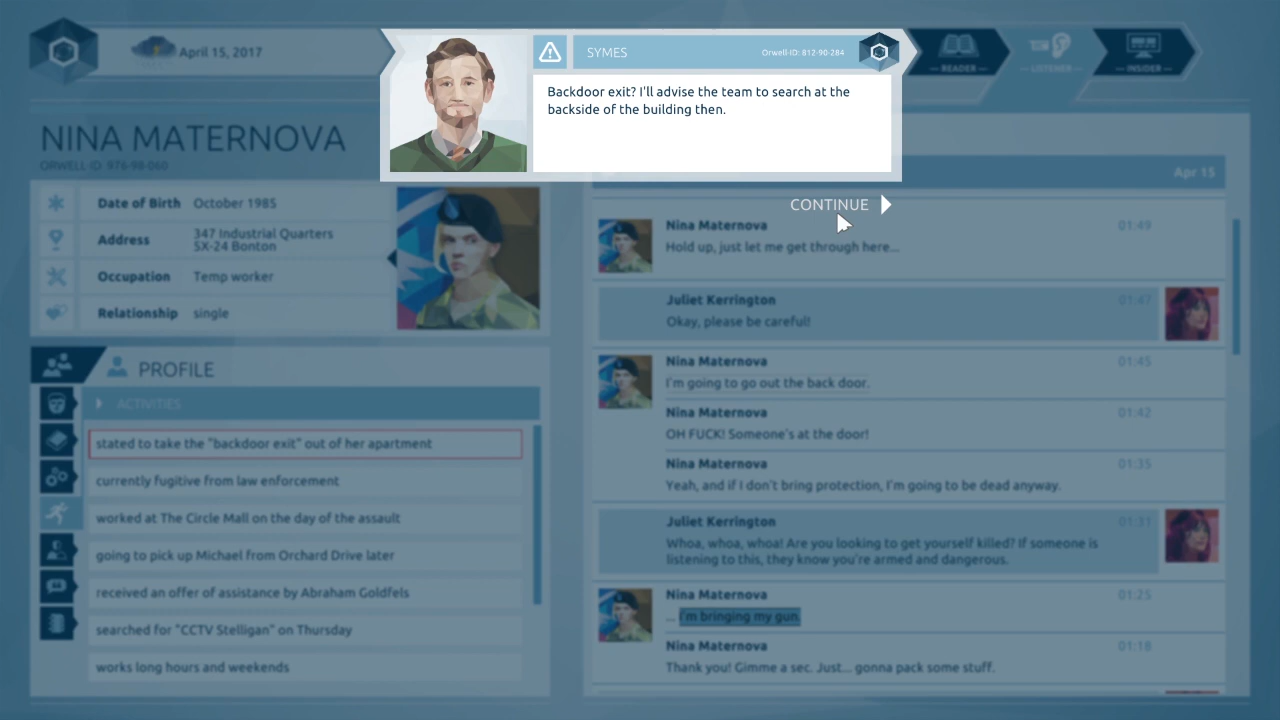 April 15, 2017
SYMES
Orwell-ID: 812-90-284
Backdoor exit? I'll advise the team to search at the
backside of the building then.
CONTINUE
READER
LISTENER
INSIDER
NINA MATERNOVA
ORWELL ID 976-98-060
Date of Birth October 1985
Address 347 Industrial Quarters
SX-24 Bonton
Occupation Temp worker
Relationship single
PROFILE
ACTIVITIES
stated to take the "backdoor exit" out of her apartment
currently fugitive from law enforcement
worked at The Circle Mall on the day of the assault
going to pick up Michael from Orchard Drive later
received an offer of assistance by Abraham Goldfels
searched for "CCTV Stelligan" on Thursday
works long hours and weekends
Apr 15
Nina Maternova 01:49
Hold up, just let me get through here...
Juliet Kerrington 01:47
Okay, please be careful!
Nina Maternova 01:45
I'm going to go out the back door.
Nina Maternova 01:42
OH FUCK! Someone's at the door!
Nina Maternova 01:35
Yeah, and if I don't bring protection, I'm going to be dead anyway.
Juliet Kerrington 01:31
Whoa, whoa, whoa! Are you looking to get yourself killed? If someone is
listening to this, they know you're armed and dangerous.
Nina Maternova 01:25
... I'm bringing my gun.
Nina Maternova 01:18
Thank you! Gimme a sec. Just... gonna pack some stuff.